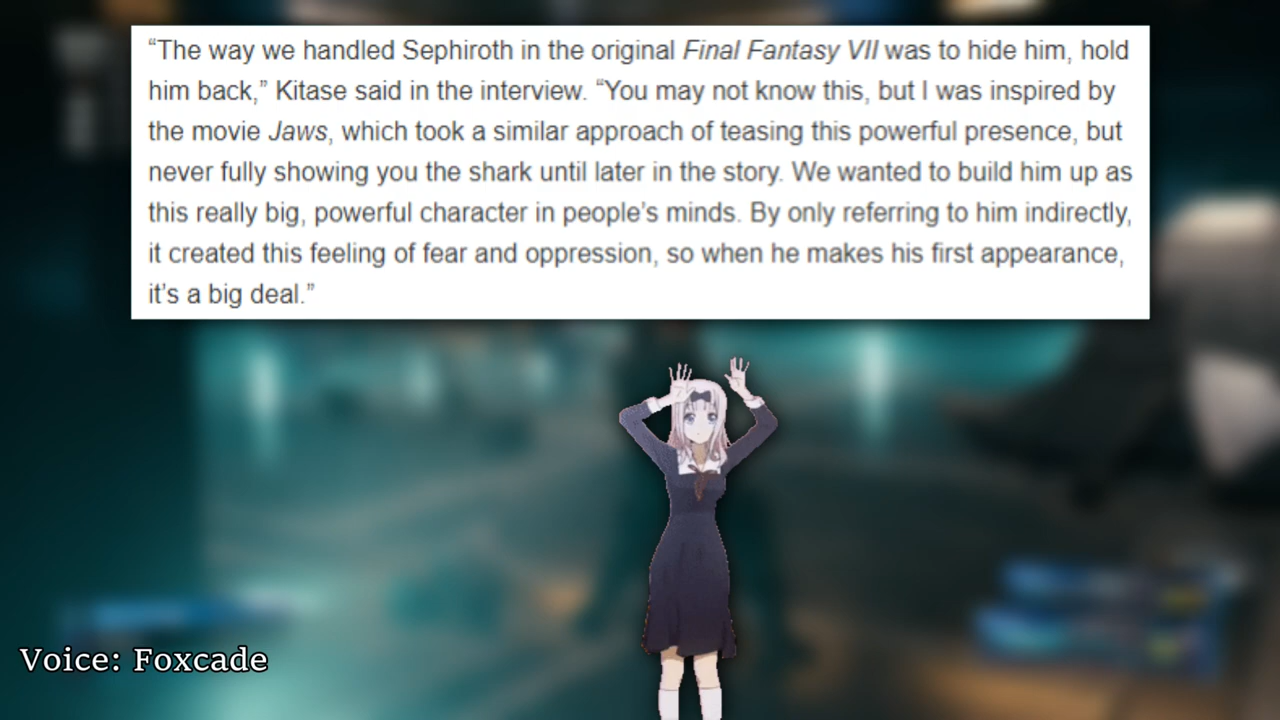 “The way we handled Sephiroth in the original Final Fantasy VII was to hide him, hold
him back,” Kitase said in the interview. “You may not know this, but I was inspired by
the movie Jaws, which took a similar approach of teasing this powerful presence, but
never fully showing you the shark until later in the story. We wanted to build him up as
this really big, powerful character in people’s minds. By only referring to him indirectly,
it created this feeling of fear and oppression, so when he makes his first appearance,
it’s a big deal.”
Voice: Foxcade